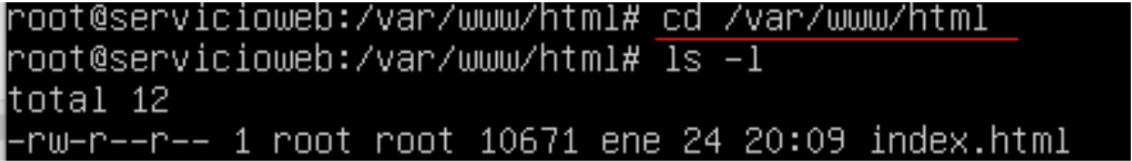 root@servicioweb:/var/www/html# cd /var/www/html
root@servicioweb:/var/www/html# ls -l
total 12
-rw-r--r-- 1 root root 10671 ene 24 20:09 index.html